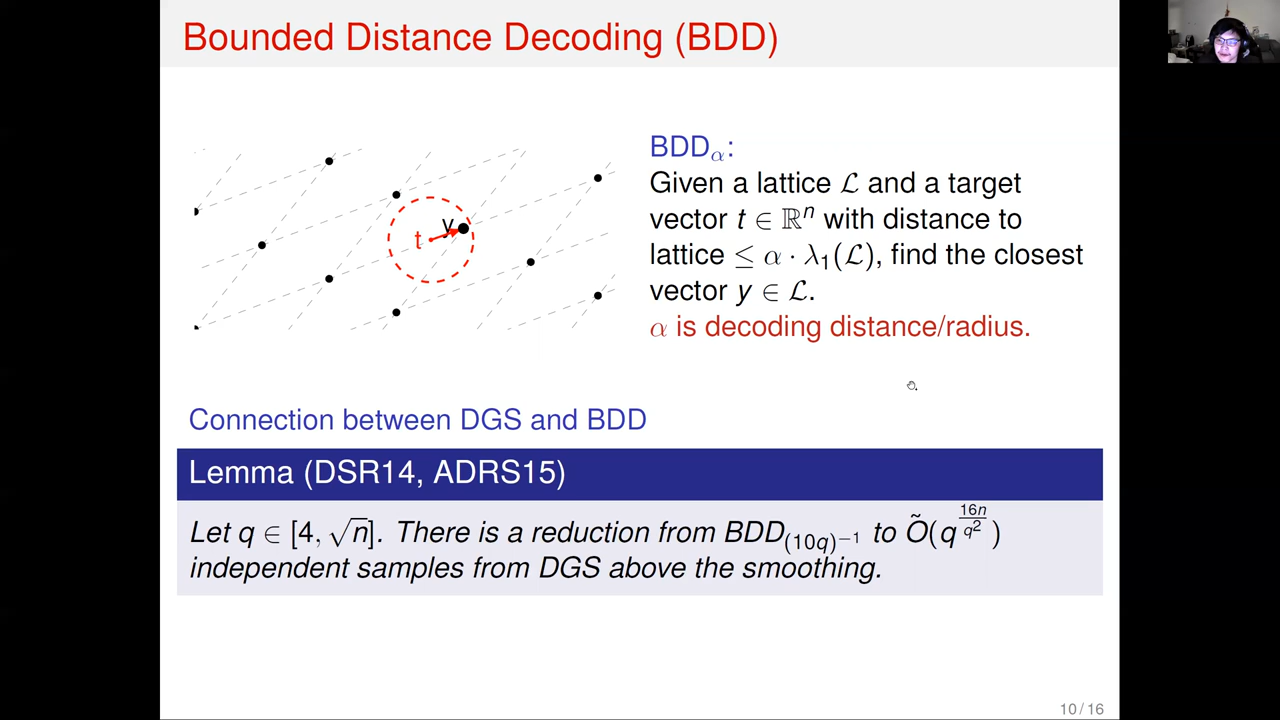 Bounded Distance Decoding (BDD)
y
t
BDD_α:
Given a lattice ℒ and a target
vector t ∈ ℝⁿ with distance to
lattice ≤ α · λ₁(ℒ), find the closest
vector y ∈ ℒ.
α is decoding distance/radius.
Connection between DGS and BDD
Lemma (DSR14, ADRS15)
Let q ∈ [4, √n]. There is a reduction from BDD_{(10q)^{-1}} to Õ(q^{16n/q²})
independent samples from DGS above the smoothing.
10 / 16